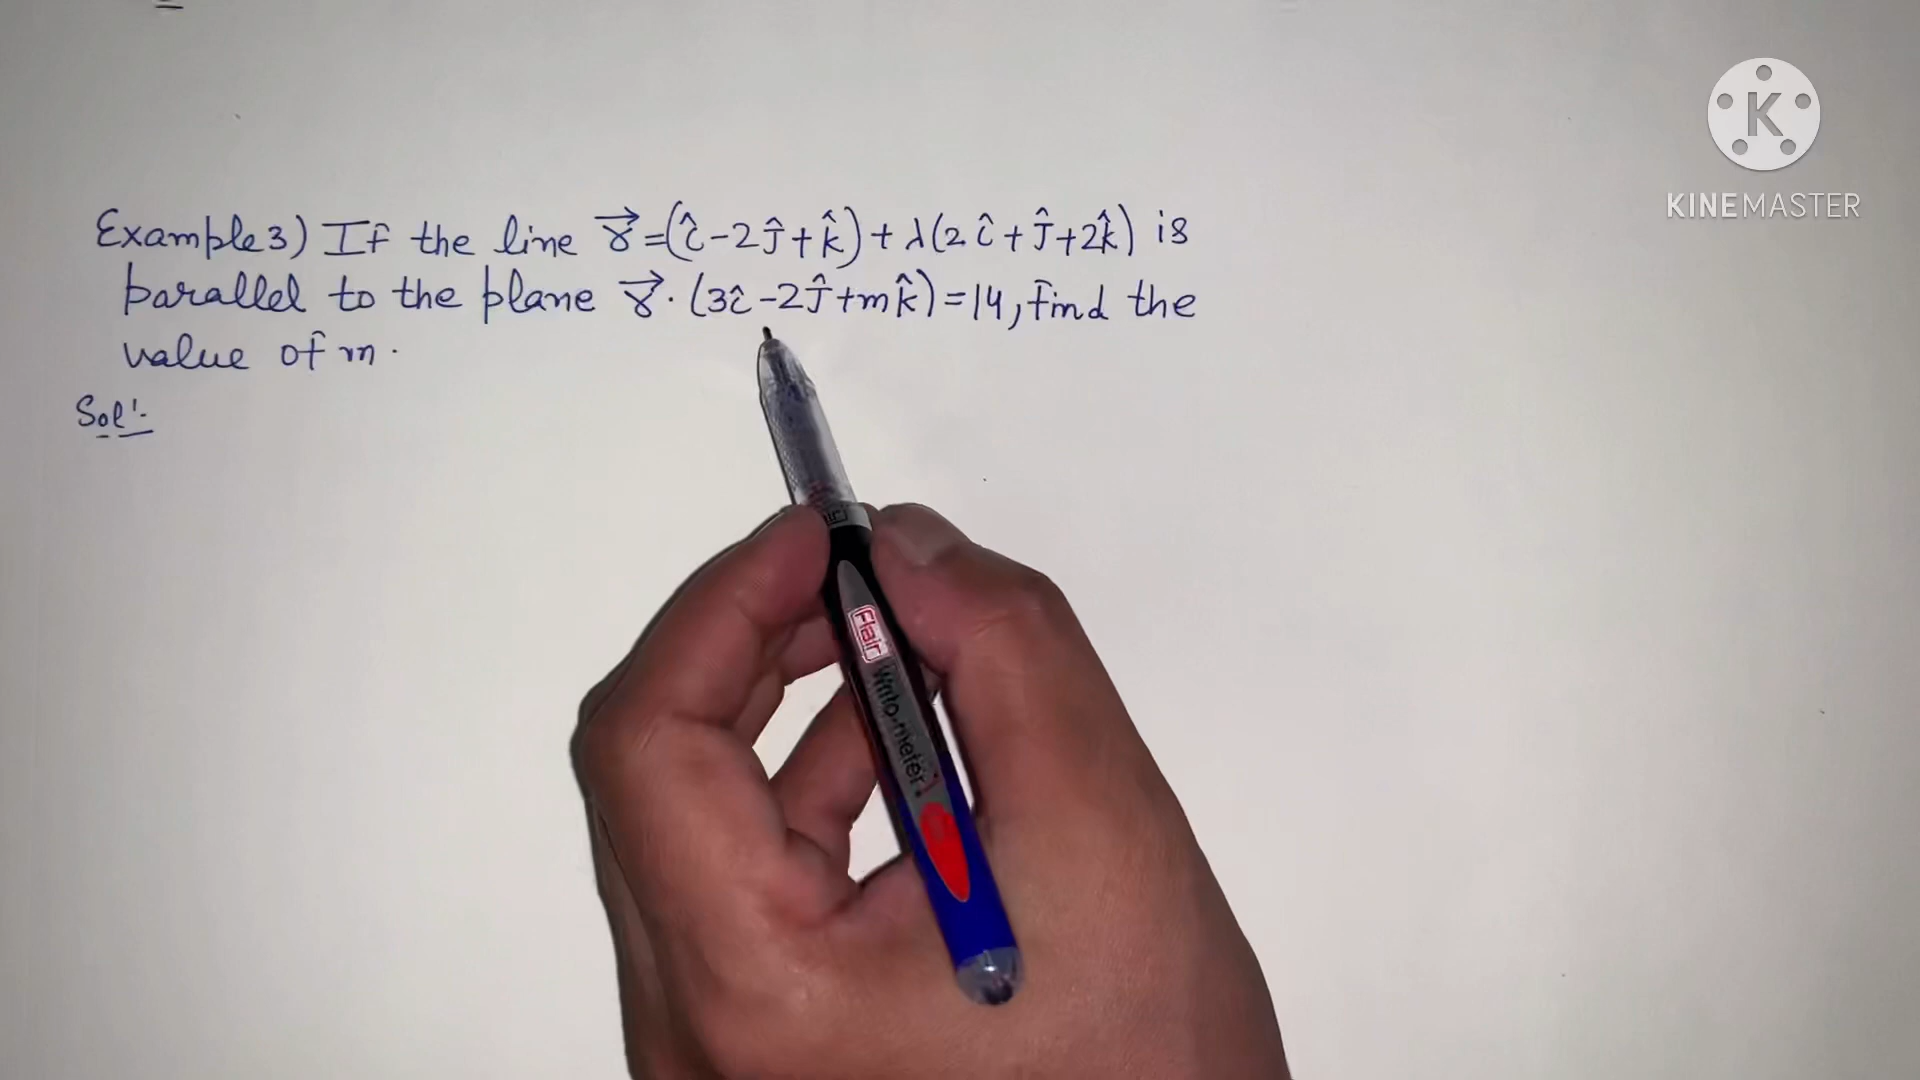 Example 3) If the line r⃗ = (î - 2ĵ + k̂) + λ(2î + ĵ + 2k̂) is
parallel to the plane r⃗ · (3î - 2ĵ + mk̂) = 14, find the
value of m.
Sol':-
K
KINEMASTER
Flair
Writo-meter